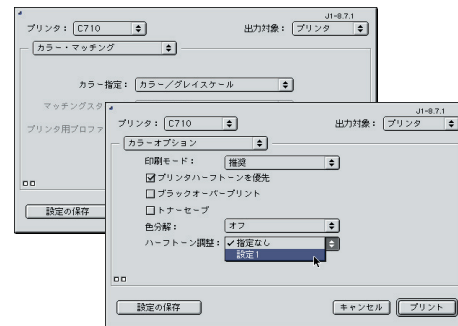 J1-8.7.1
プリンタ： C710 出力対象： プリンタ
カラー・マッチング
カラー指定： カラー／グレイスケール
マッチングスタ
プリンタ用プロファ
設定の保存
J1-8.7.1
プリンタ： C710 出力対象： プリンタ
カラーオプション
印刷モード： 推奨
プリンタハーフトーンを優先
ブラックオーバープリント
トナーセーブ
色分解： オフ
ハーフトーン調整： ✓指定なし
設定1
設定の保存 キャンセル プリント